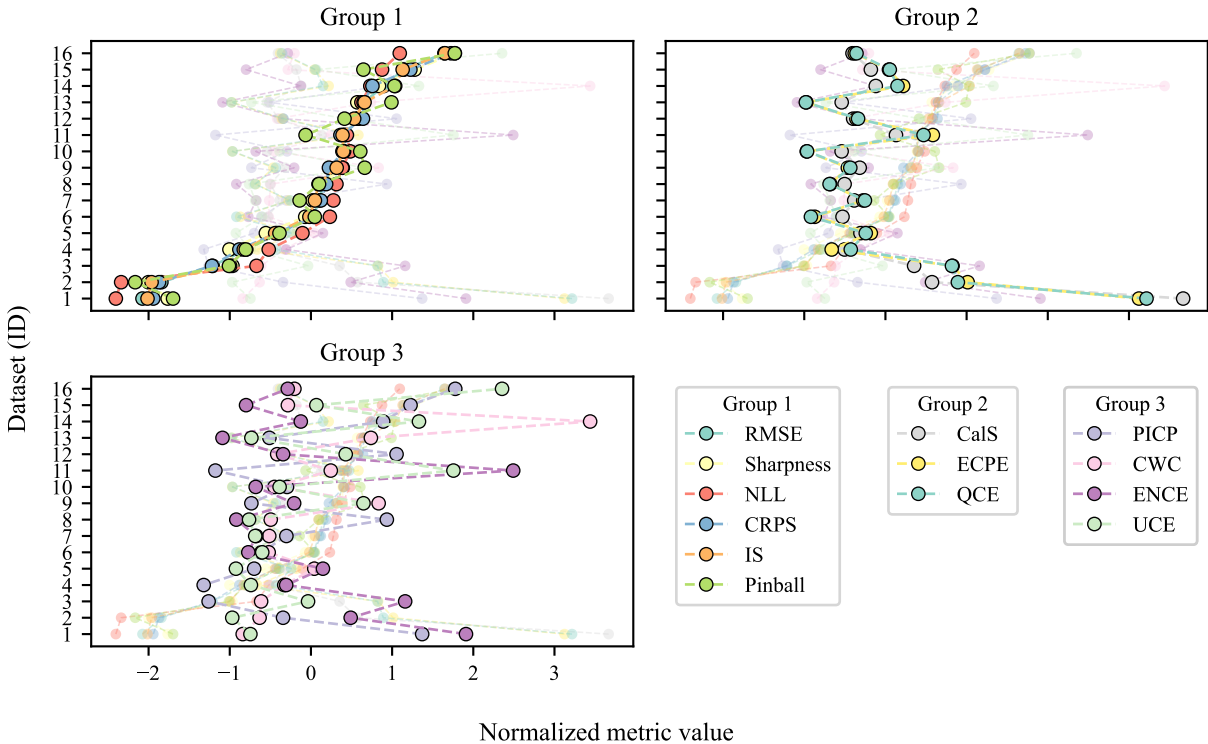 Group 1
Group 2
16
15
14
13
12
11
10
9
8
7
6
5
4
3
2
1
Group 3
16
15
14
13
12
11
10
9
8
7
6
5
4
3
2
1
−2
−1
0
1
2
3
Dataset (ID)
Normalized metric value
Group 1
RMSE
Sharpness
NLL
CRPS
IS
Pinball
Group 2
CalS
ECPE
QCE
Group 3
PICP
CWC
ENCE
UCE